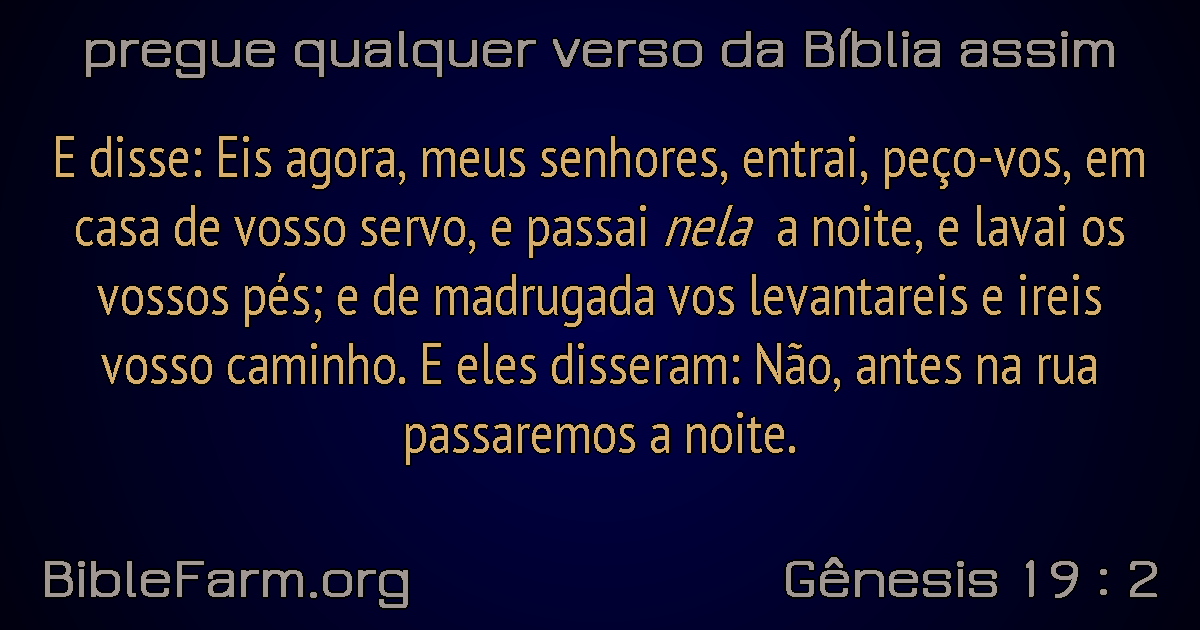 pregue qualquer verso da Bíblia assim
E disse: Eis agora, meus senhores, entrai, peço-vos, em
casa de vosso servo, e passai nela a noite, e lavai os
vossos pés; e de madrugada vos levantareis e ireis
vosso caminho. E eles disseram: Não, antes na rua
passaremos a noite.
BibleFarm.org
Gênesis 19 : 2